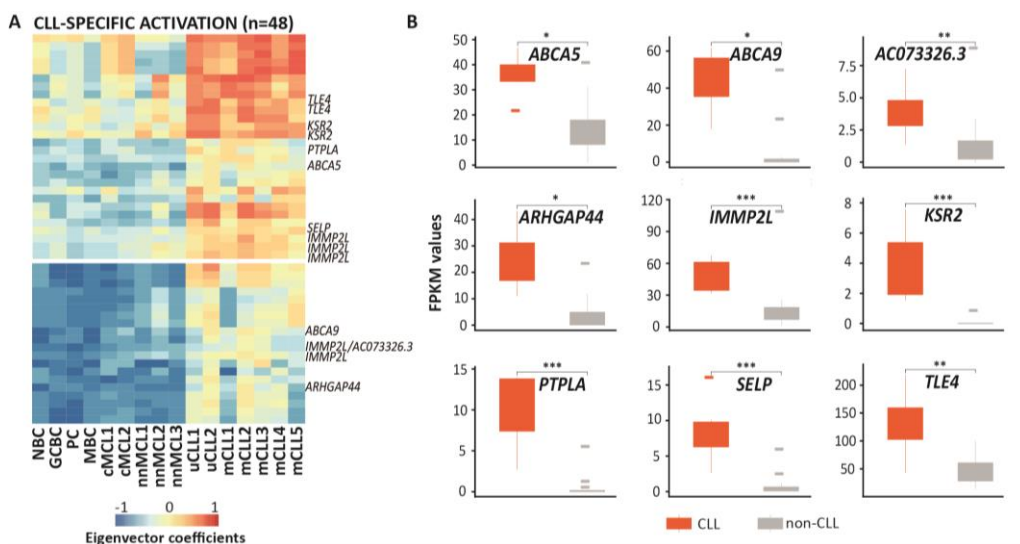 A CLL-SPECIFIC ACTIVATION (n=48)
TLE4
TLE4
KSR2
KSR2
PTPLA
ABCA5
SELP
IMMP2L
IMMP2L
IMMP2L
ABCA9
IMMP2L/AC073326.3
IMMP2L
ARHGAP44
NBC
GCBC
PC
MBC
cMCL1
cMCL2
nnMCL1
nnMCL2
nnMCL3
uCLL1
uCLL2
mCLL1
mCLL2
mCLL3
mCLL4
mCLL5
-1 0 1
Eigenvector coefficients
B
FPKM values
*
ABCA5
50
40
30
20
10
0
*
ABCA9
60
40
20
0
**
AC073326.3
7.5
5.0
2.5
0
*
ARHGAP44
40
30
20
10
0
***
IMMP2L
120
90
60
30
0
***
KSR2
8
6
4
2
0
***
PTPLA
15
10
5
0
***
SELP
15
10
5
0
**
TLE4
200
150
100
50
CLL non-CLL